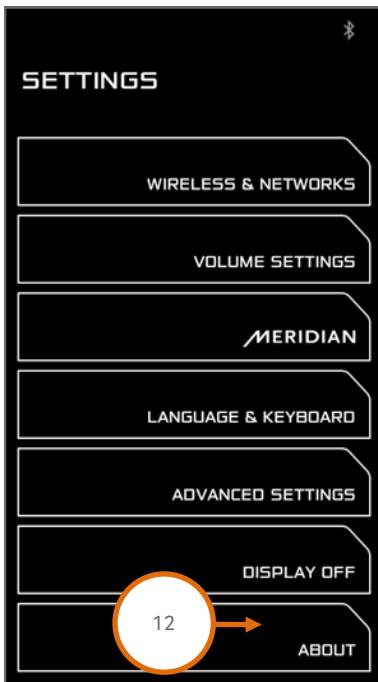 SETTINGS
WIRELESS & NETWORKS
VOLUME SETTINGS
MERIDIAN
LANGUAGE & KEYBOARD
ADVANCED SETTINGS
DISPLAY OFF
12
ABOUT